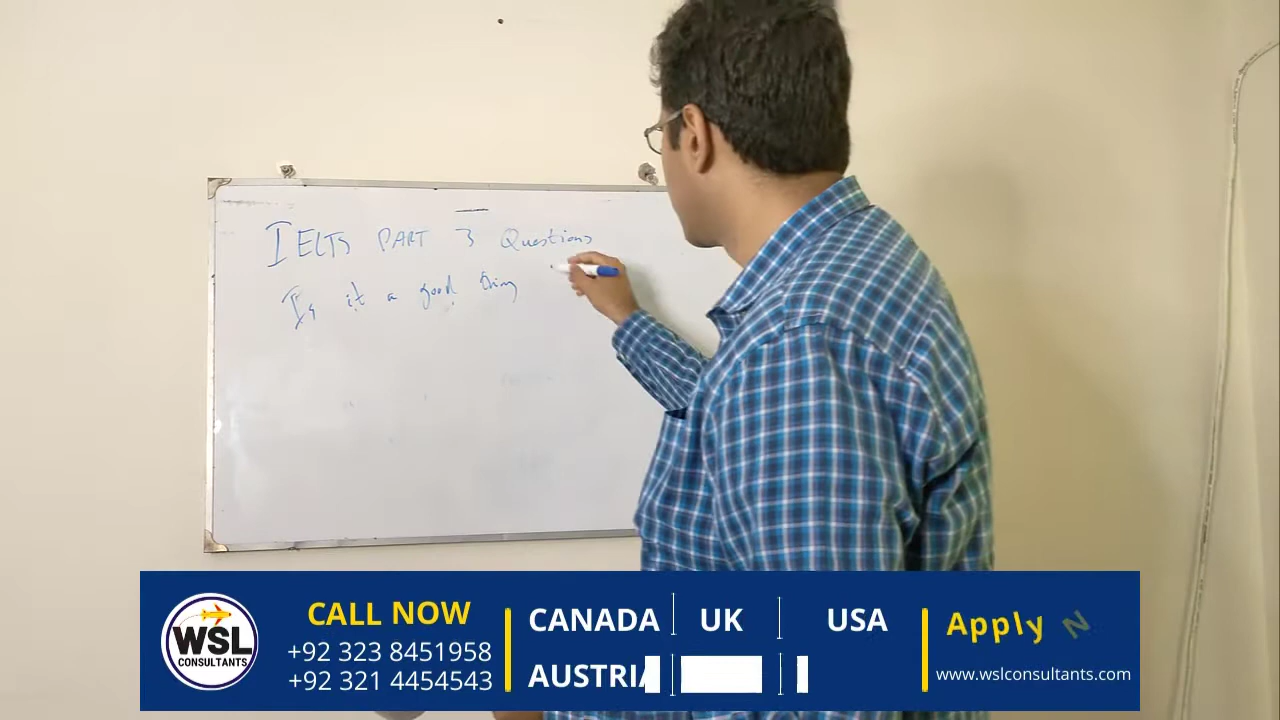 IELTS PART 3 Questions
Is it a good thing
WSL
CONSULTANTS
CALL NOW
+92 323 8451958
+92 321 4454543
CANADA UK USA
AUSTRIA
Apply N
www.wslconsultants.com